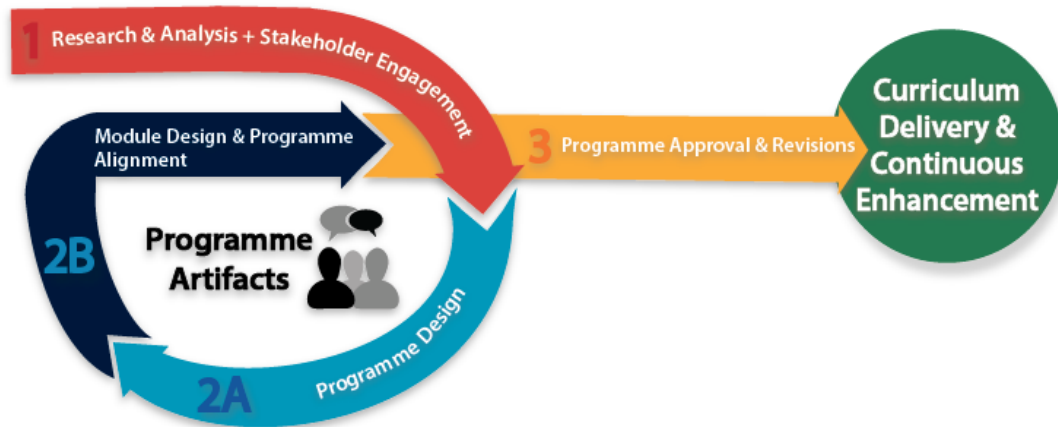 1 Research & Analysis + Stakeholder Engagement
Module Design & Programme
Alignment
3 Programme Approval & Revisions
Curriculum
Delivery &
Continuous
Enhancement
2B
Programme
Artifacts
2A Programme Design